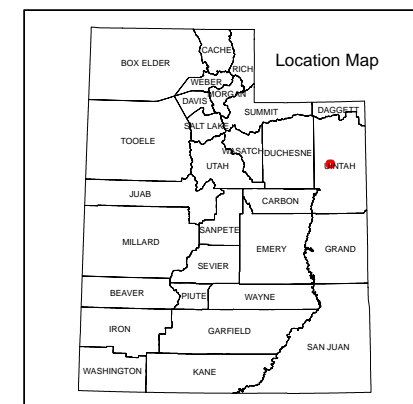 Location Map
BOX ELDER
CACHE
RICH
WEBER
MORGAN
DAVIS
SUMMIT
DAGGETT
TOOELE
SALT LAKE
WASATCH
DUCHESNE
UINTAH
UTAH
JUAB
CARBON
SANPETE
MILLARD
EMERY
GRAND
SEVIER
BEAVER
PIUTE
WAYNE
IRON
GARFIELD
SAN JUAN
WASHINGTON
KANE